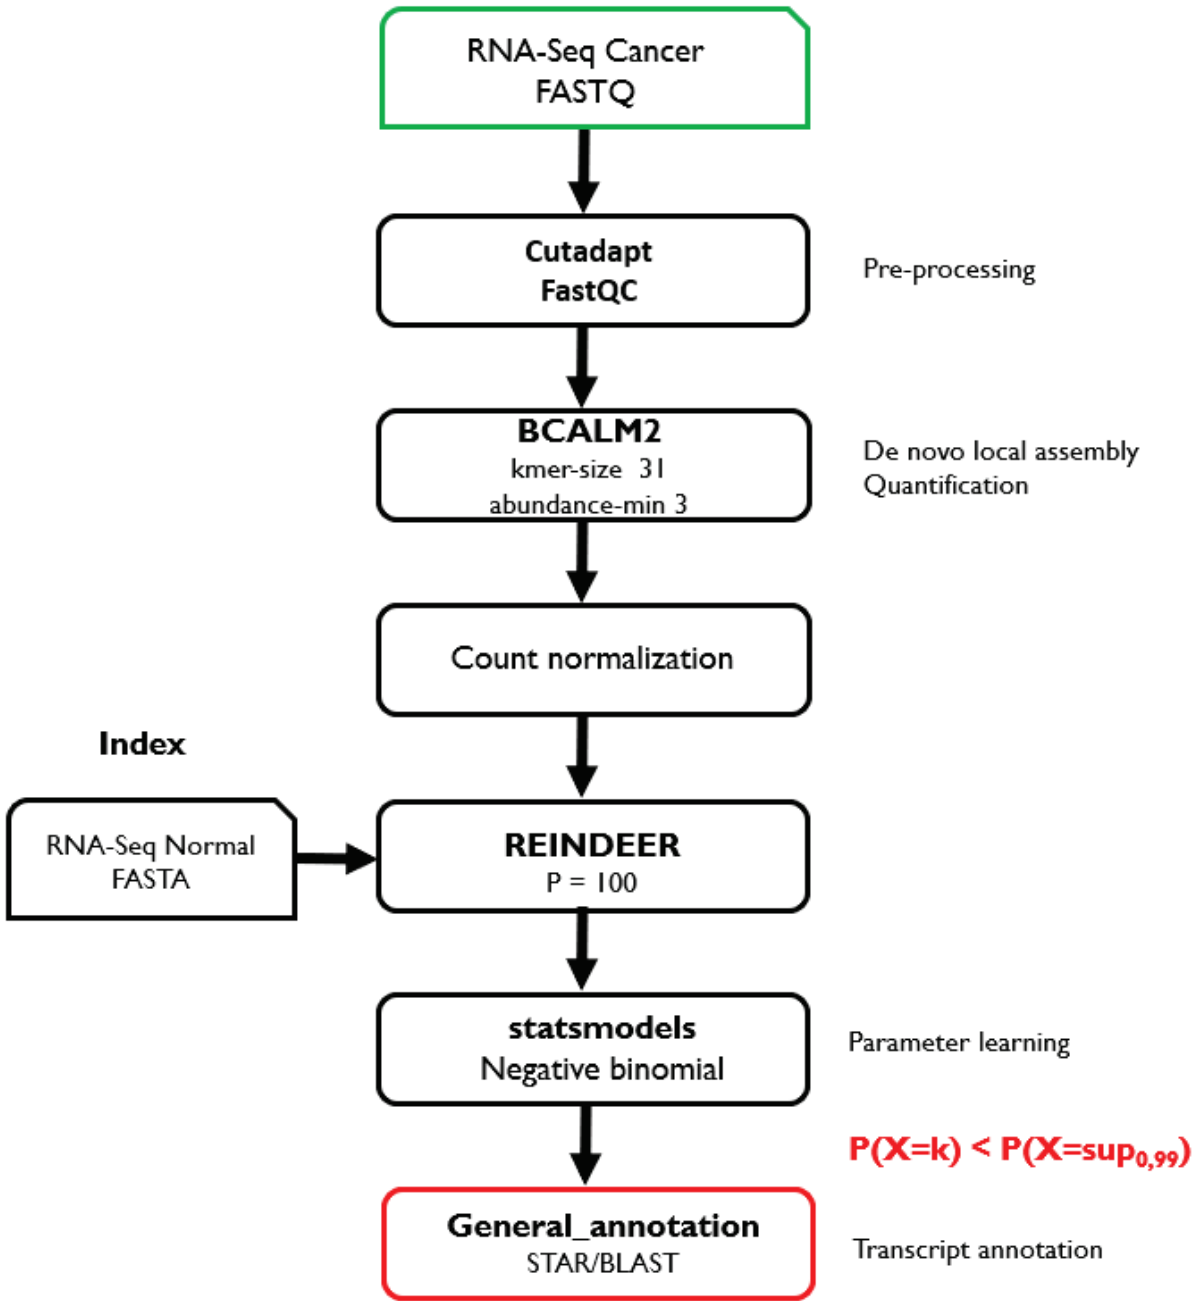 RNA-Seq Cancer
FASTQ
Cutadapt
FastQC
Pre-processing
BCALM2
kmer-size 31
abundance-min 3
De novo local assembly
Quantification
Count normalization
Index
RNA-Seq Normal
FASTA
REINDEER
P = 100
statsmodels
Negative binomial
Parameter learning
P(X=k) < P(X=sup0,99)
General_annotation
STAR/BLAST
Transcript annotation